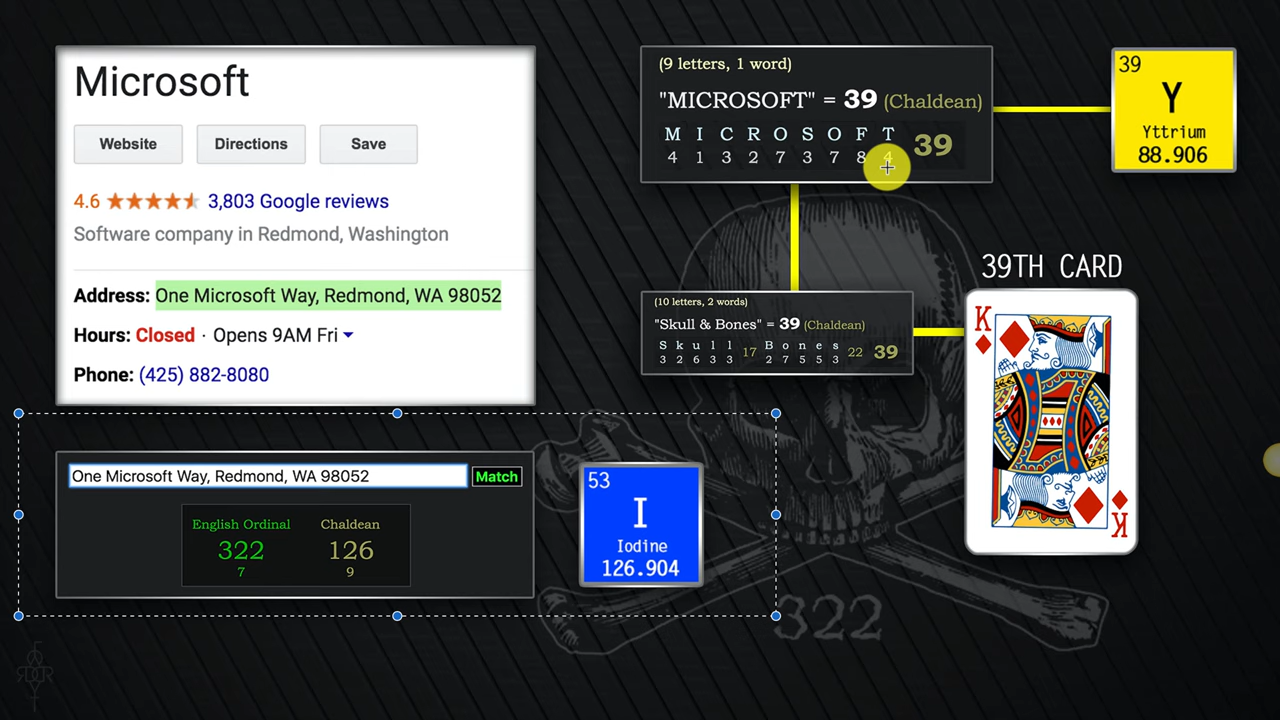 Microsoft
Website
Directions
Save
4.6 3,803 Google reviews
Software company in Redmond, Washington
Address: One Microsoft Way, Redmond, WA 98052
Hours: Closed · Opens 9AM Fri
Phone: (425) 882-8080
(9 letters, 1 word)
"MICROSOFT" = 39 (Chaldean)
M I C R O S O F T
4 1 3 2 7 3 7 8 4 39
39
Y
Yttrium
88.906
(10 letters, 2 words)
"Skull & Bones" = 39 (Chaldean)
S k u l l B o n e s
3 2 6 3 3 17 2 7 5 5 3 22 39
39TH CARD
K
K
One Microsoft Way, Redmond, WA 98052 Match
English Ordinal Chaldean
322 126
7 9
53
I
Iodine
126.904
322